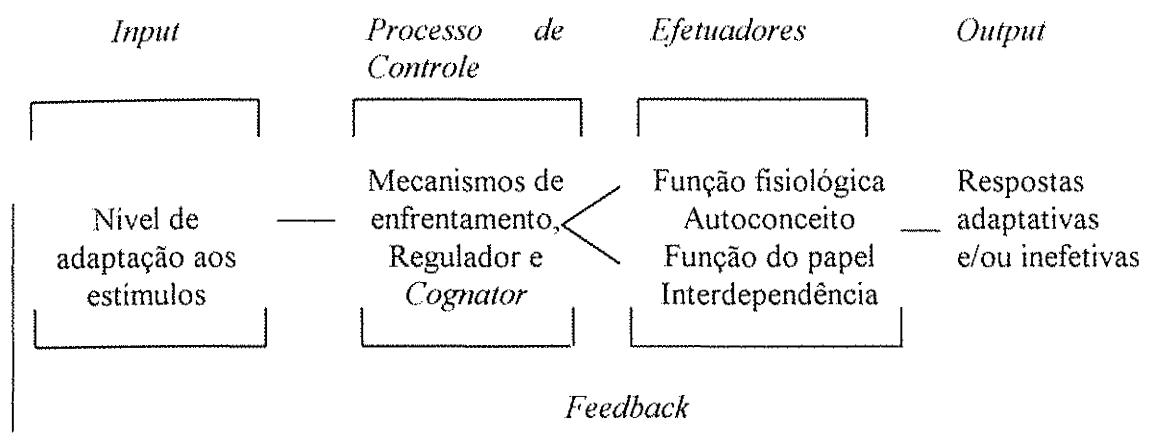 Input
Processo de
Controle
Efetuadores
Output
Nível de
adaptação aos
estímulos
Mecanismos de
enfrentamento,
Regulador e
Cognator
Função fisiológica
Autoconceito
Função do papel
Interdependência
Respostas
adaptativas
e/ou inefetivas
Feedback